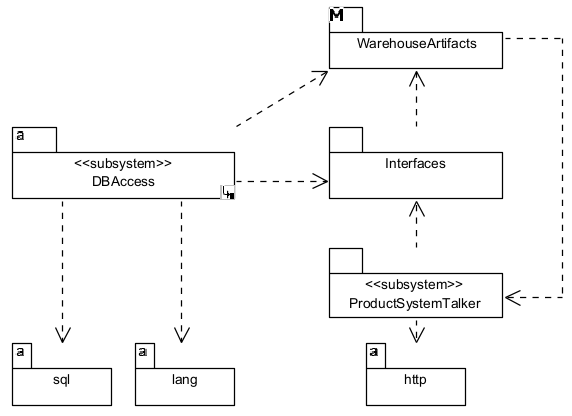 M
WarehouseArtifacts
a
<<subsystem>>
DBAccess
Interfaces
<<subsystem>>
ProductSystemTalker
a
sql
a
lang
a
http